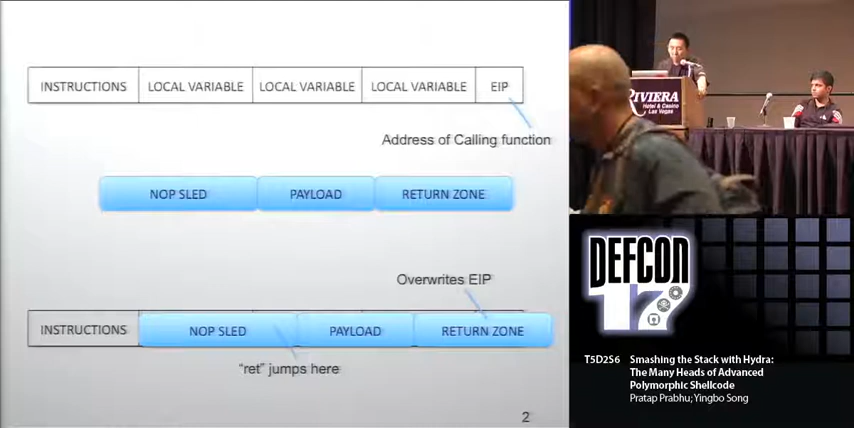 INSTRUCTIONS LOCAL VARIABLE LOCAL VARIABLE LOCAL VARIABLE EIP
Address of Calling function
NOP SLED PAYLOAD RETURN ZONE
Overwrites EIP
INSTRUCTIONS NOP SLED PAYLOAD RETURN ZONE
“ret” jumps here
2
RIVIERA
Hotel & Casino
Las Vegas
DEFCON
17
T5D2S6 Smashing the Stack with Hydra:
The Many Heads of Advanced
Polymorphic Shellcode
Pratap Prabhu; Yingbo Song